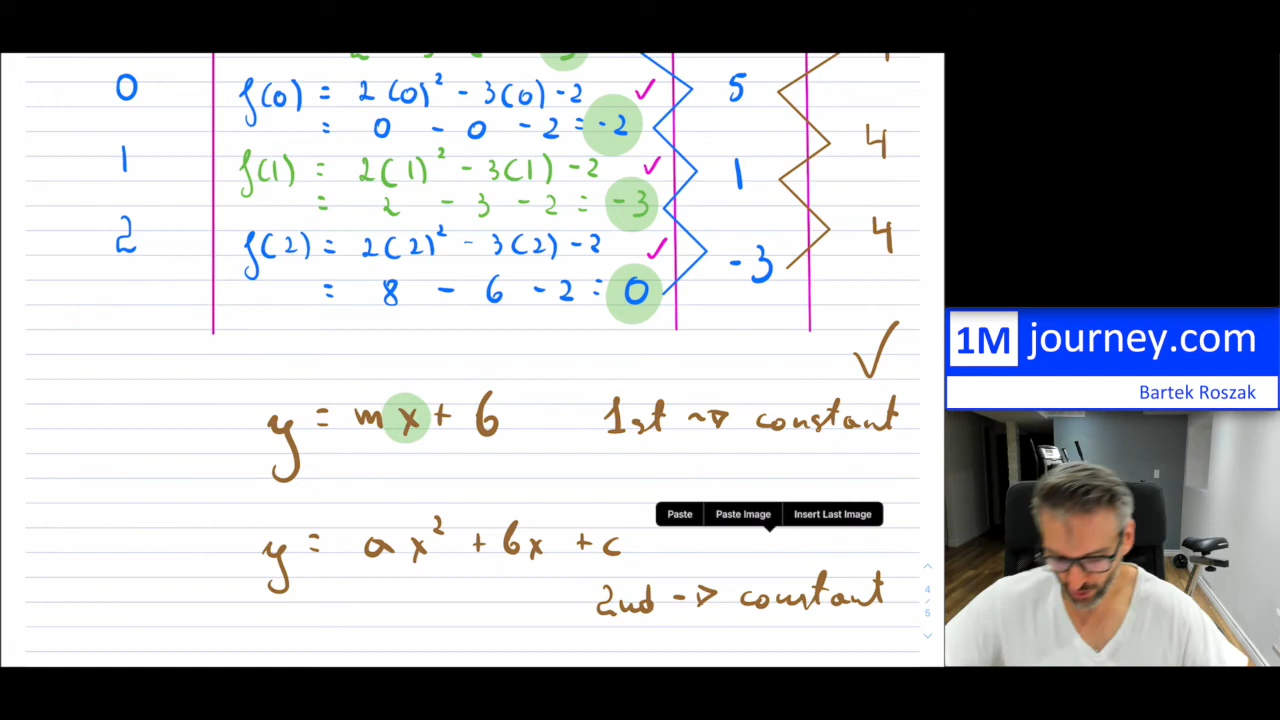 0
f(0) = 2(0)² - 3(0) - 2 ✓ 5
= 0 - 0 - 2 = -2
4
1 f(1) = 2(1)² - 3(1) - 2 ✓ 1
= 2 - 3 - 2 = -3
2 f(2) = 2(2)² - 3(2) - 2 ✓ 4
-3
= 8 - 6 - 2 = 0
✓
y = mx + b 1st → constant
y = ax² + bx + c
2nd → constant
Paste Paste Image Insert Last Image
4
/
5
1M journey.com
Bartek Roszak